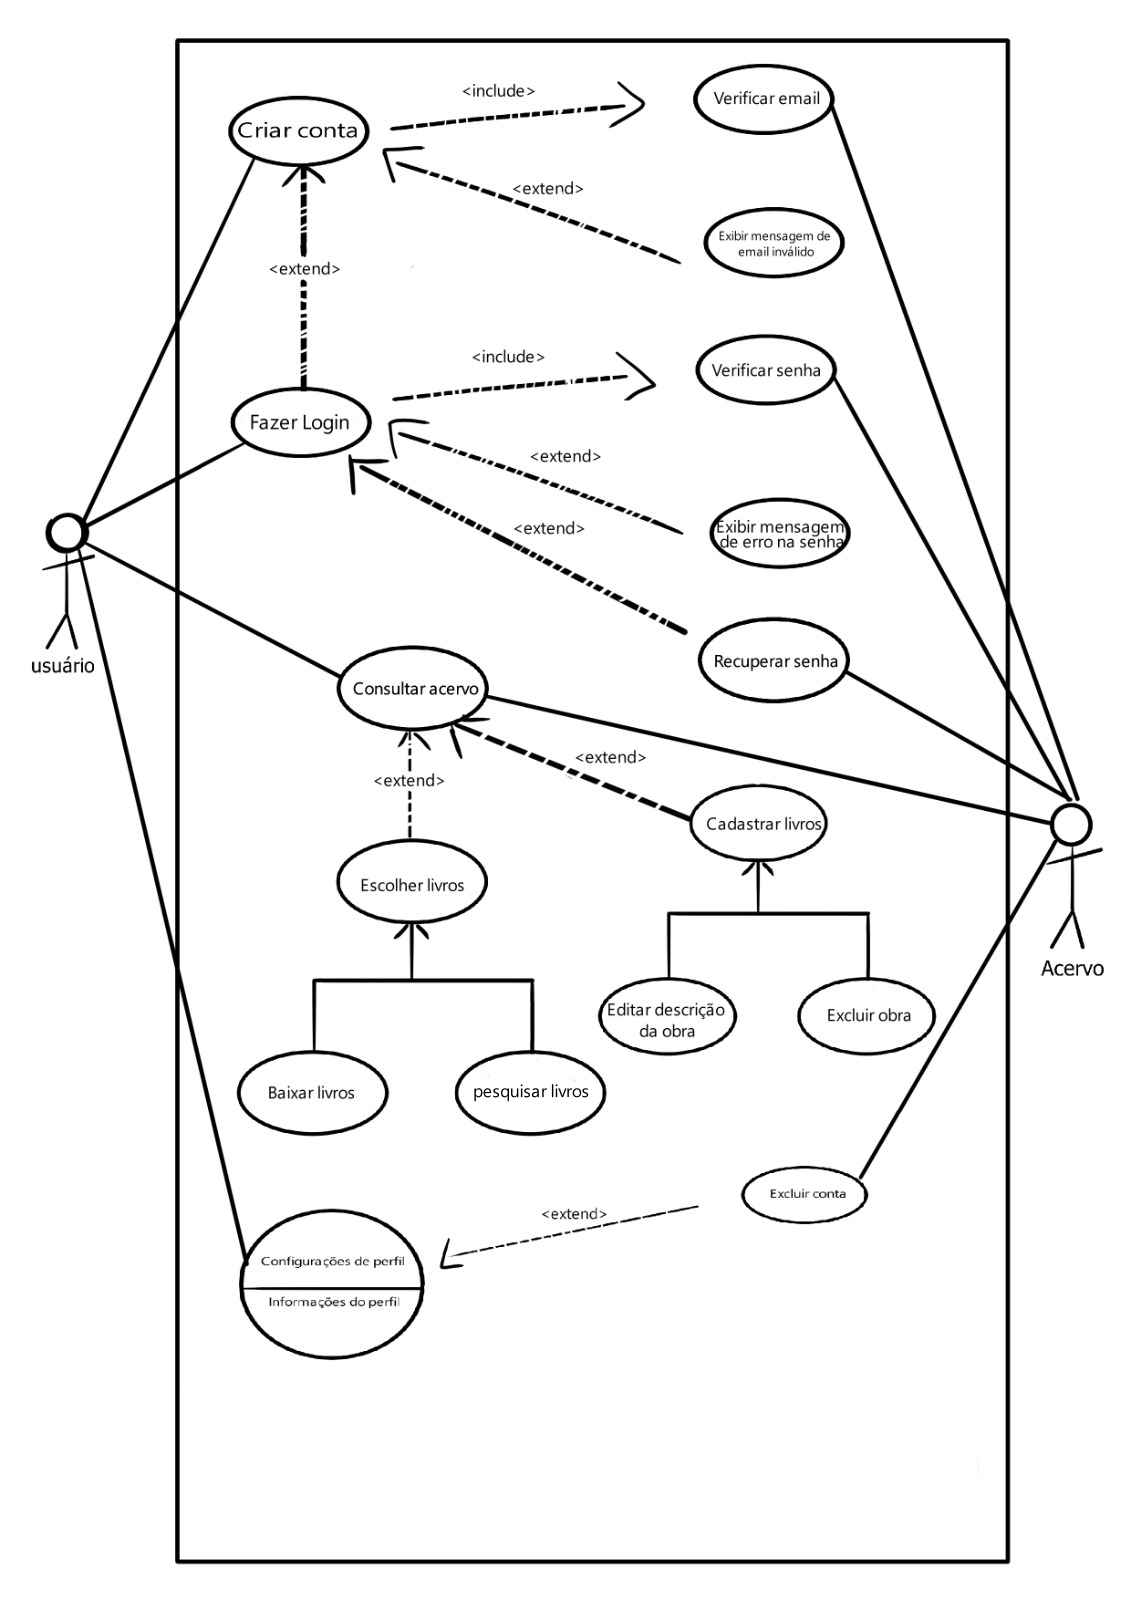 <include>
Verificar email
Criar conta
<extend>
Exibir mensagem de
email inválido
<extend>
<include>
Verificar senha
Fazer Login
<extend>
<extend>
Exibir mensagem
de erro na senha
usuário
Recuperar senha
Consultar acervo
<extend>
<extend>
Cadastrar livros
Escolher livros
Acervo
Editar descrição
da obra
Excluir obra
Baixar livros
pesquisar livros
Excluir conta
<extend>
Configurações de perfil
Informações do perfil